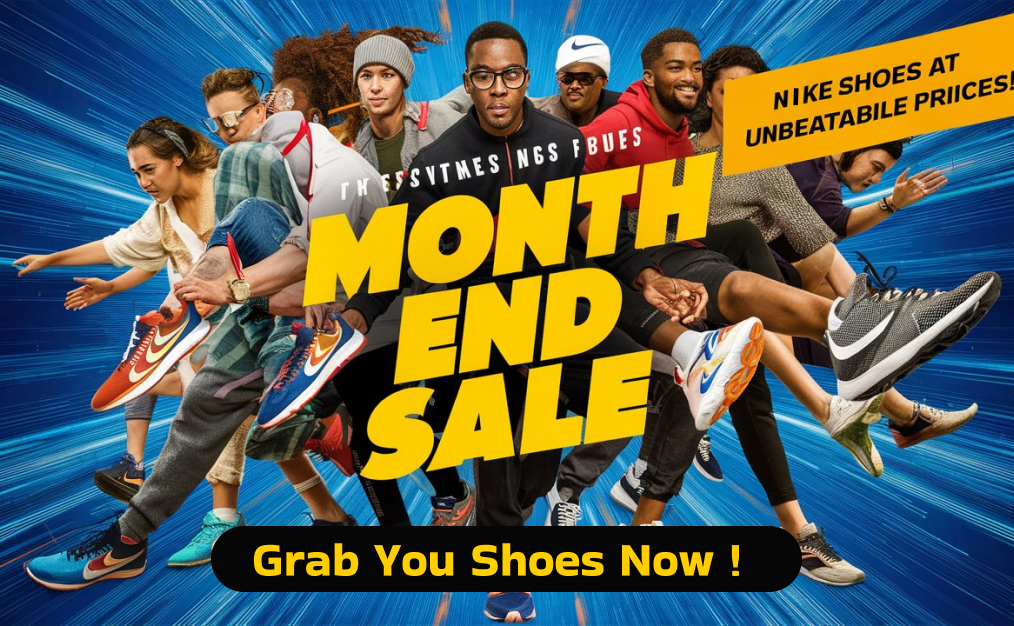 NIKE SHOES AT
UNBEATABILE PRIICES!
MONTH
END
SALE
Grab You Shoes Now !